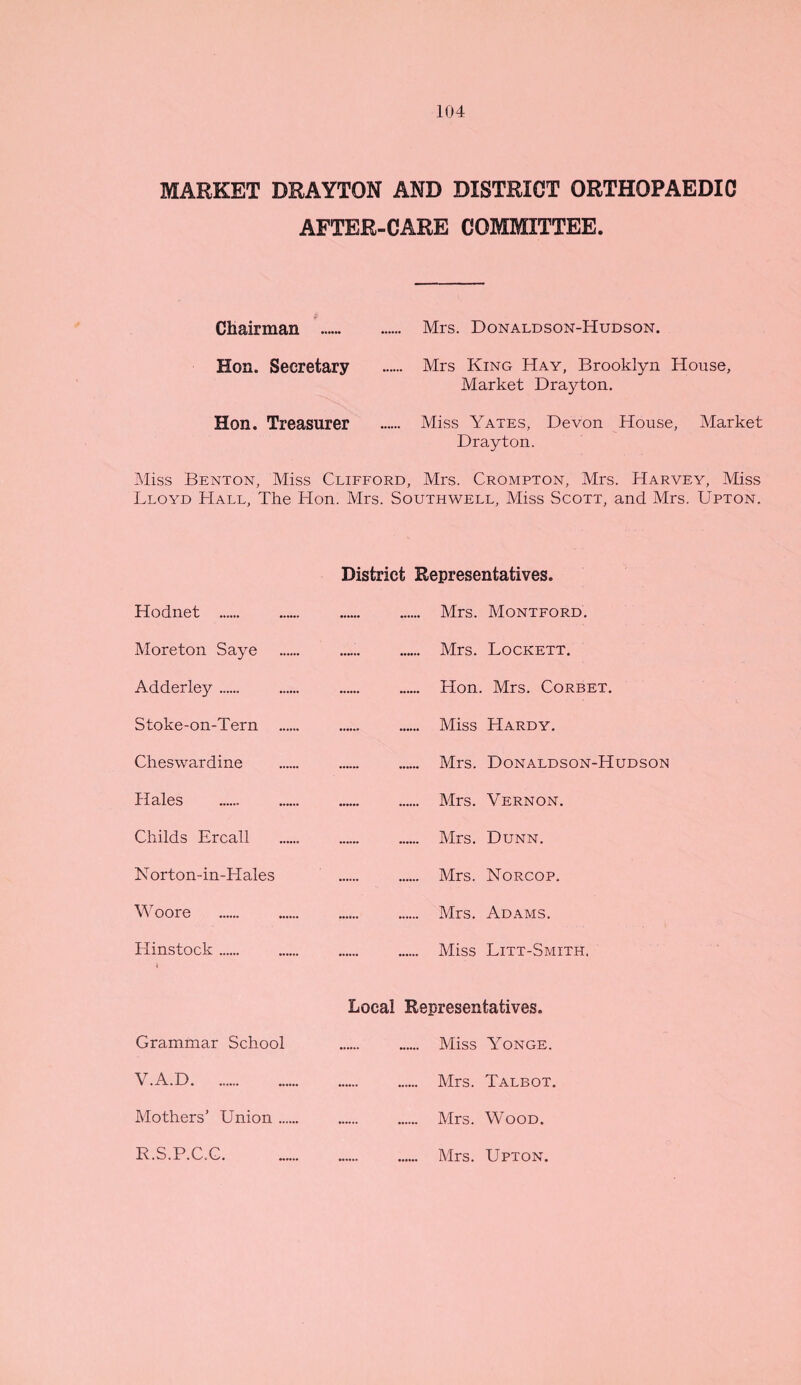 104
MARKET DRAYTON AND DISTRICT ORTHOPAEDIC
AFTER-CARE COMMITTEE.
Chairman ...... ...... Mrs. Donaldson-Hudson.
Hon. Secretary ...... Mrs King Hay, Brooklyn House,
Market Drayton.
Hon. Treasurer ...... Miss Yates, Devon House, Market
Drayton.
Miss Benton, Miss Clifford, Mrs. Crompton, Mrs. Harvey, Miss
Lloyd Hall, The Hon. Mrs. Southwell, Miss Scott, and Mrs. Upton.
District Representatives.
Hodnet ...... ...... ...... ...... Mrs. Montford.
Moreton Saye ...... ...... ...... Mrs. Lockett.
Adderley ...... ...... ...... ...... Hon. Mrs. Corbet.
Stoke-on-Tern ...... ...... ...... Miss Hardy.
Cheswardine ...... ...... ...... Mrs. Donaldson-Hudson
Hales ...... ...... ...... ...... Mrs. Vernon.
Childs Ercall ...... ...... ...... Mrs. Dunn.
Norton-in-Hales ...... ...... Mrs. Norcop.
Woore ...... ...... ...... ...... Mrs. Adams.
Hinstock ...... ...... ...... ...... Miss Litt-Smith.
Local Representatives.
Grammar School ...... ...... Miss Yonge.
V.A.D. ...... ...... ...... ...... Mrs. Talbot.
Mothers' Union ...... ...... ...... Mrs. Wood.
R.S.P.C.C. ...... ...... ...... Mrs. Upton.